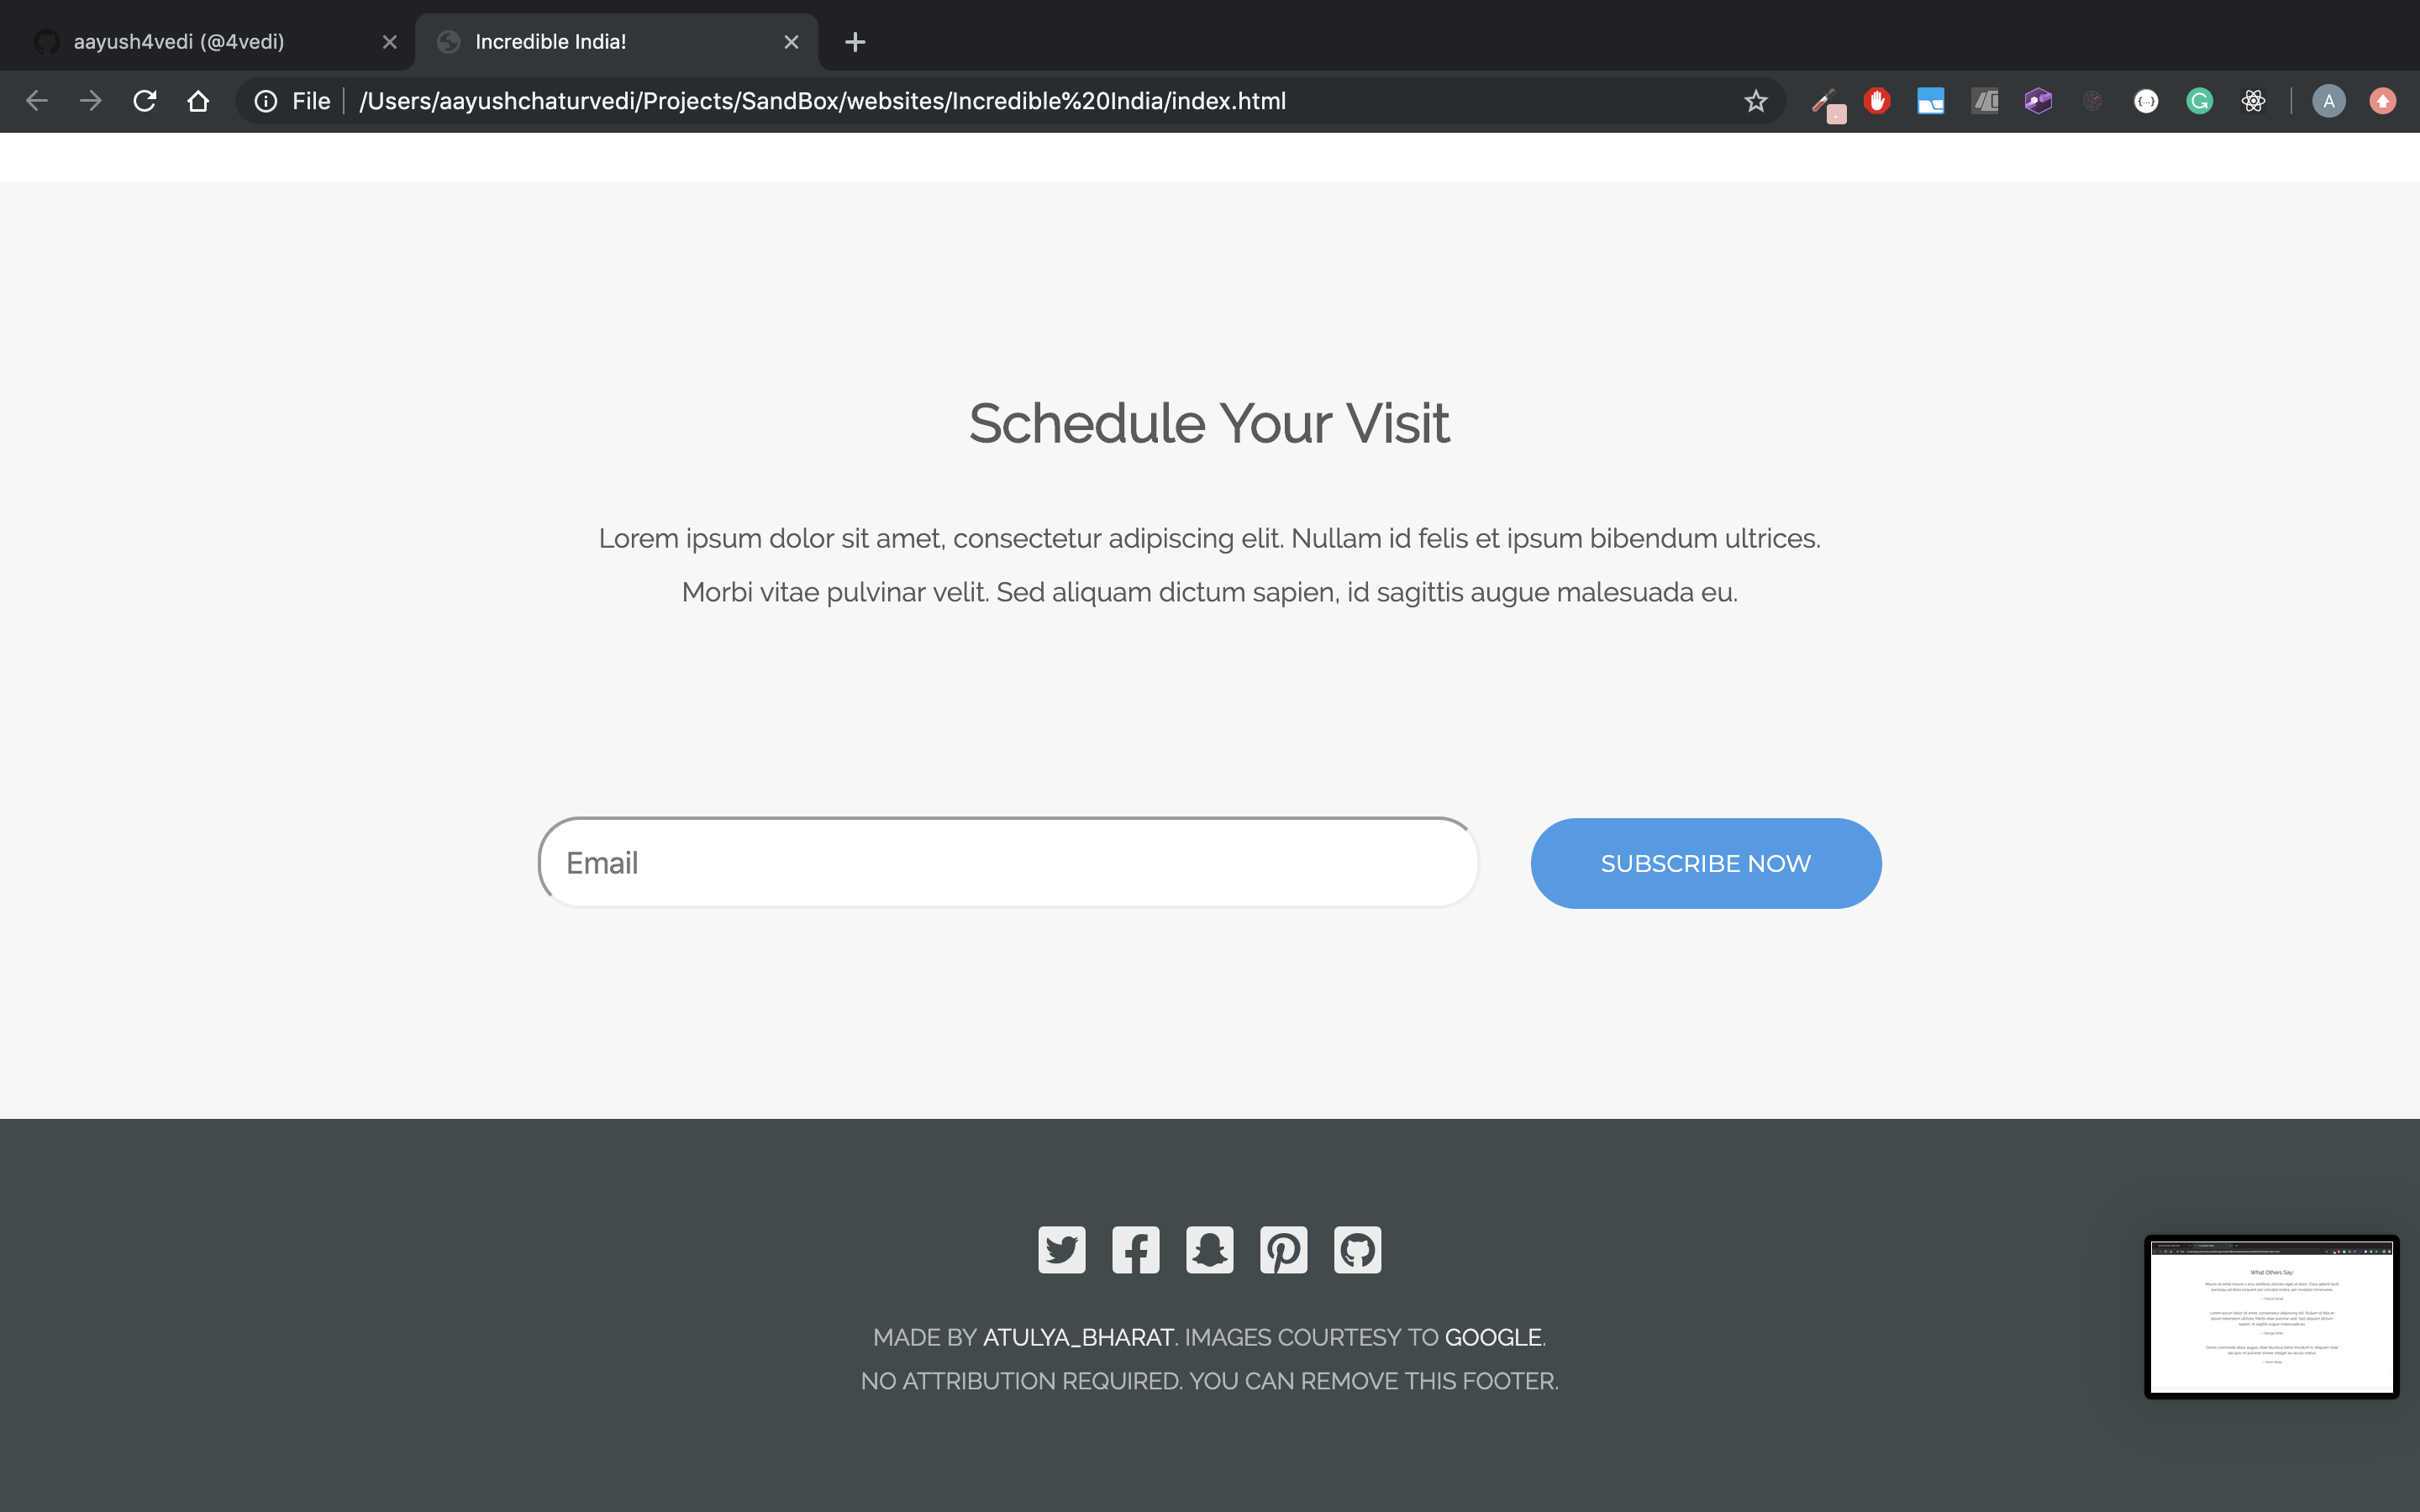 aayush4vedi (@4vedi)
Incredible India!
File /Users/aayushchaturvedi/Projects/SandBox/websites/Incredible%20India/index.html
A
Schedule Your Visit
Lorem ipsum dolor sit amet, consectetur adipiscing elit. Nullam id felis et ipsum bibendum ultrices.
Morbi vitae pulvinar velit. Sed aliquam dictum sapien, id sagittis augue malesuada eu.
Email
SUBSCRIBE NOW
MADE BY ATULYA_BHARAT. IMAGES COURTESY TO GOOGLE.
NO ATTRIBUTION REQUIRED. YOU CAN REMOVE THIS FOOTER.
What Others Say: